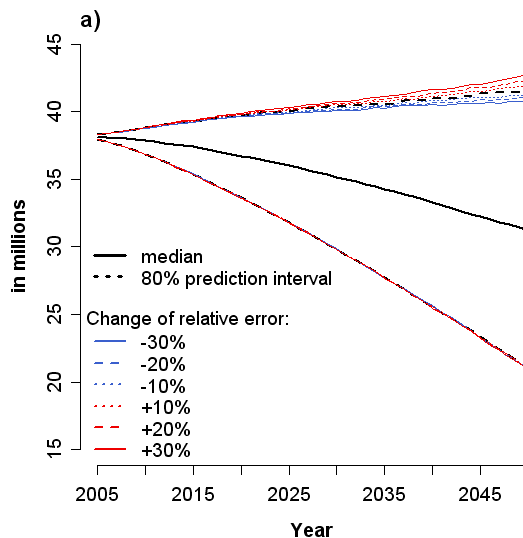 a)
45
40
35
30
25
20
15
in millions
median
80% prediction interval
Change of relative error:
-30%
-20%
-10%
+10%
+20%
+30%
2005 2015 2025 2035 2045
Year